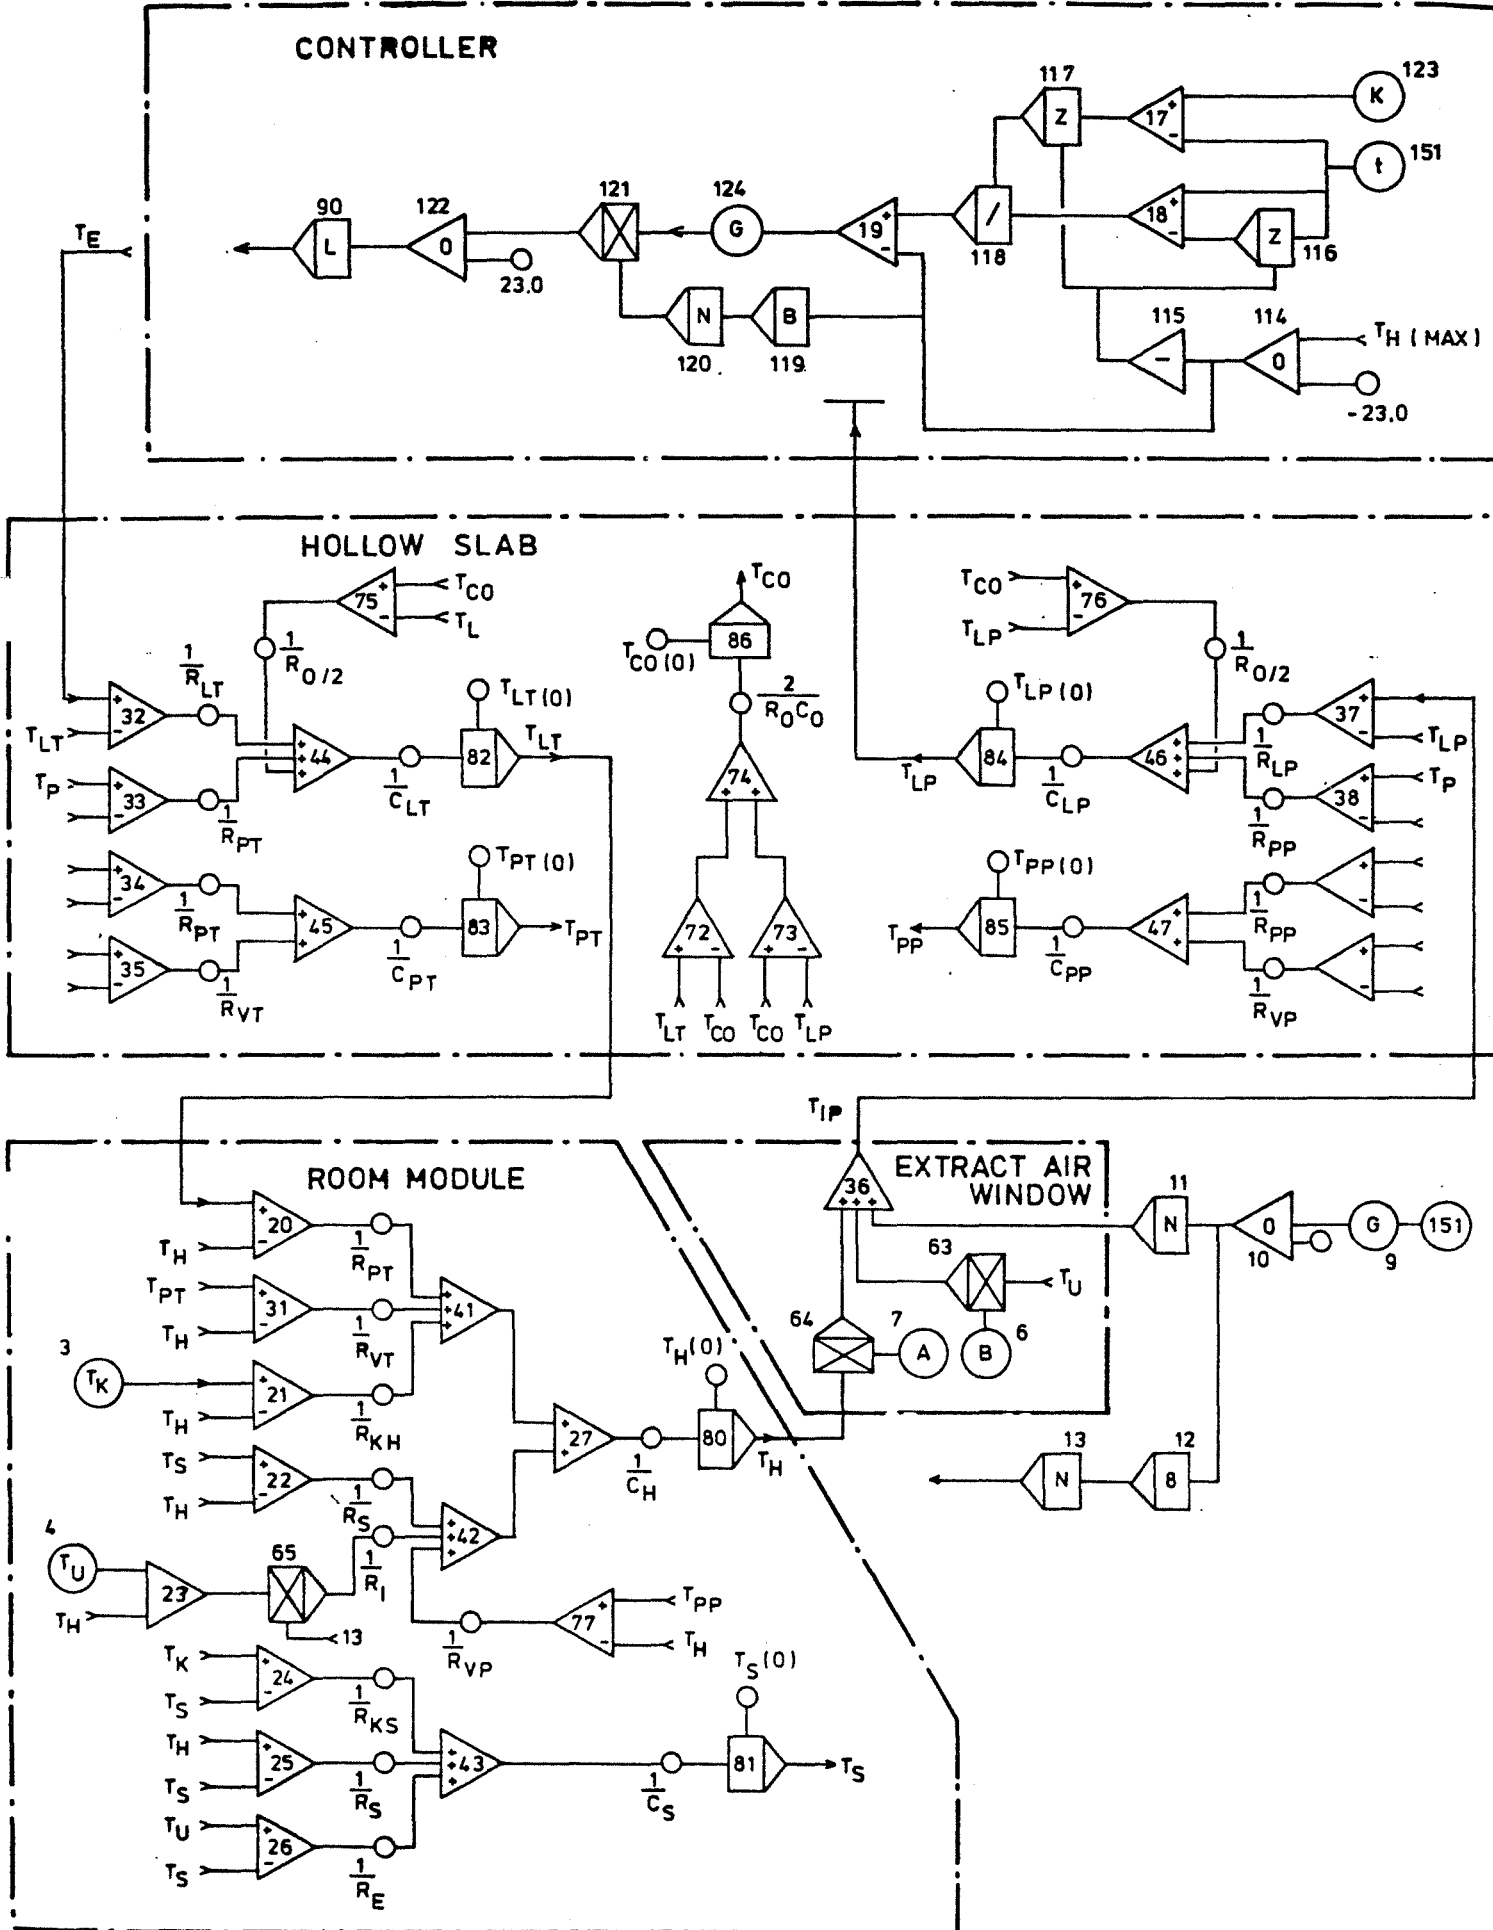 CONTROLLER
117
123
K
Z
17
+
-
t
151
121
124
90
122
G
19
+
-
/
18
+
-
Z
T_E
L
0
118
116
23.0
N
B
115
114
T_H (MAX)
120
119
-
0
-23.0
HOLLOW SLAB
75
+
-
T_CO
T_L
T_CO
T_CO
T_LP
76
+
-
86
T_CO(0)
1/R_LT
1/R_O/2
T_LT(0)
2/R_OC_O
T_LP(0)
1/R_O/2
32
+
-
T_LT
T_LT
37
+
-
T_LP
44
+
+
+
82
T_LP
84
46
+
+
+
T_P
33
+
-
1/C_LT
74
+
+
1/C_LP
1/R_LP
38
+
-
T_P
1/R_PT
T_PT(0)
T_PP(0)
1/R_PP
34
+
-
+
-
1/R_PT
45
+
+
83
T_PT
72
+
-
73
+
-
T_PP
85
47
+
+
1/R_PP
35
+
-
1/C_PT
1/C_PP
+
-
1/R_VT
1/R_VP
T_LT
T_CO
T_CO
T_LP
T_IP
ROOM MODULE
EXTRACT AIR
WINDOW
36
+++
11
20
+
-
T_H
1/R_PT
N
0
10
G
9
151
T_PT
31
+
-
T_H
1/R_VT
41
+
+
+
63
T_U
3
T_K
21
+
-
T_H
1/R_KH
T_H(0)
64
7
A
B
6
T_S
22
+
-
T_H
1/R_S
27
+
+
1/C_H
80
T_H
13
N
12
8
42
+
+
+
4
T_U
23
T_H
65
1/R_I
13
77
+
-
T_PP
T_H
1/R_VP
T_K
24
+
-
T_S
1/R_KS
T_S(0)
T_H
25
+
-
T_S
1/R_S
43
+
+
+
1/C_S
81
T_S
T_U
26
+
-
T_S
1/R_E